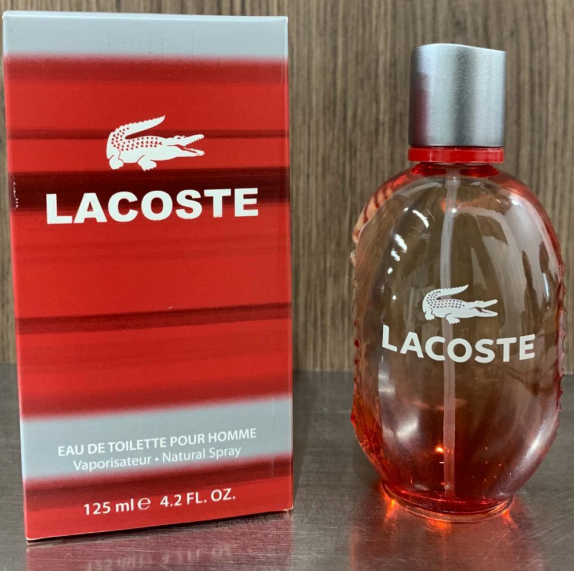 LACOSTE
EAU DE TOILETTE POUR HOMME
Vaporisateur • Natural Spray
125 ml ℮ 4.2 FL. OZ.
LACOSTE